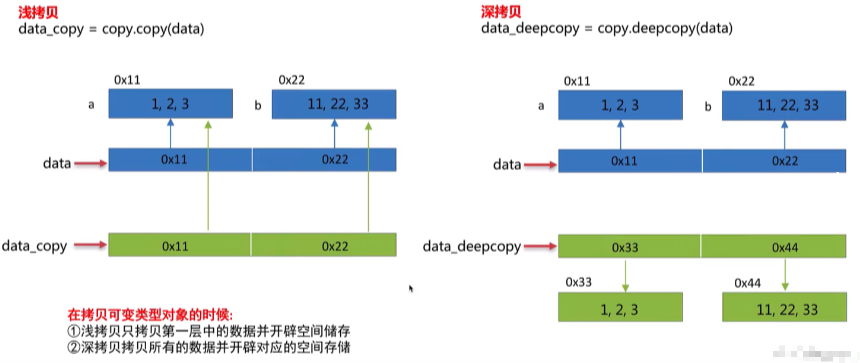 浅拷贝
data_copy = copy.copy(data)
0x11
0x22
a
1, 2, 3
b
11, 22, 33
data
0x11
0x22
data_copy
0x11
0x22
在拷贝可变类型对象的时候:
①浅拷贝只拷贝第一层中的数据并开辟空间储存
②深拷贝拷贝所有的数据并开辟对应的空间存储
深拷贝
data_deepcopy = copy.deepcopy(data)
0x11
0x22
a
1, 2, 3
b
11, 22, 33
data
0x11
0x22
data_deepcopy
0x33
0x44
0x33
0x44
1, 2, 3
11, 22, 33